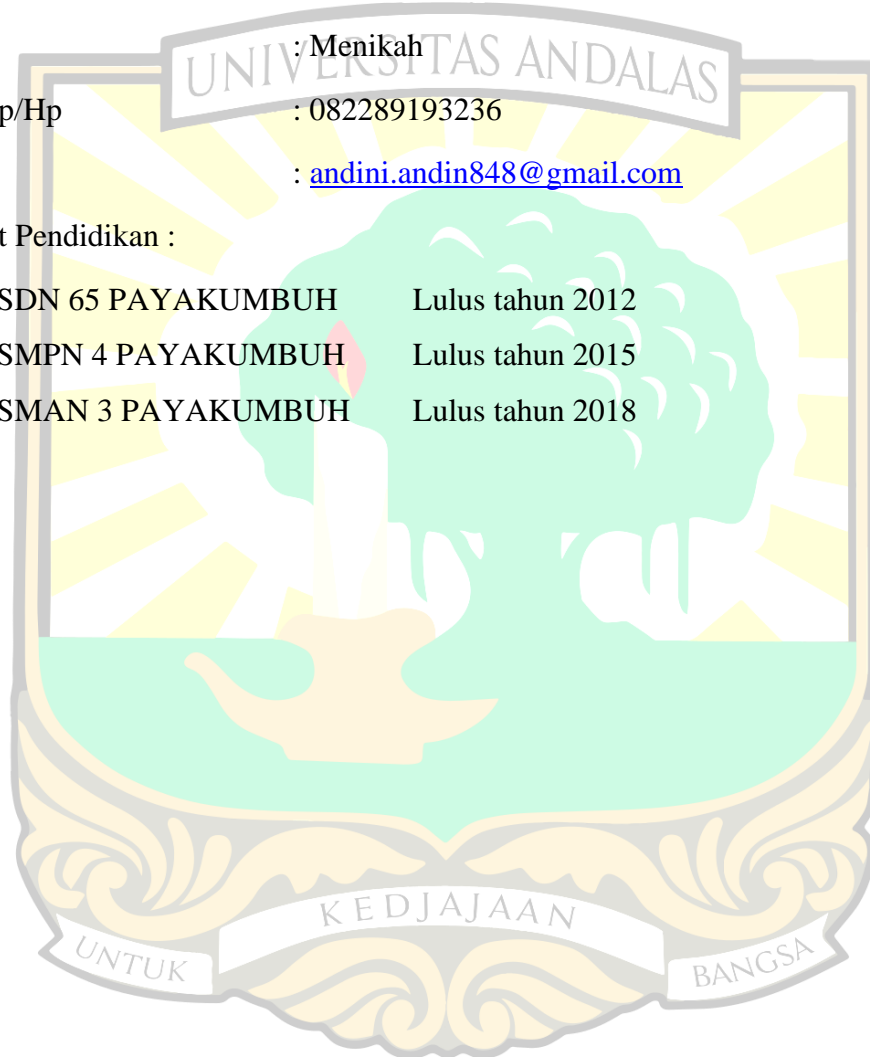 UNIVERSITAS ANDALAS
: Menikah
p/Hp : 082289193236
: andini.andin848@gmail.com
t Pendidikan :
SDN 65 PAYAKUMBUH Lulus tahun 2012
SMPN 4 PAYAKUMBUH Lulus tahun 2015
SMAN 3 PAYAKUMBUH Lulus tahun 2018
UNTUK KEDJAJAAN BANGSA